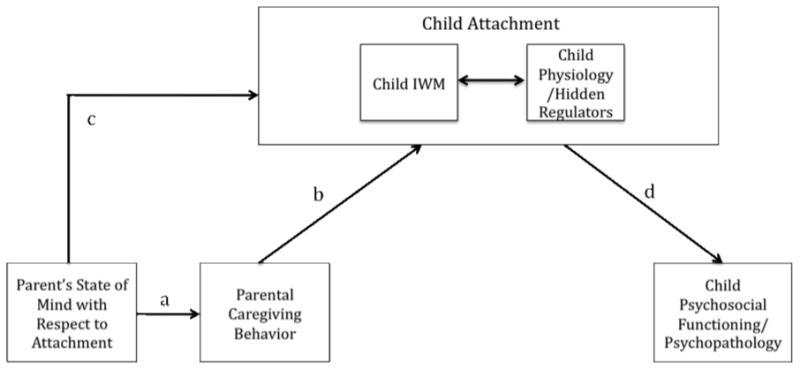 Child Attachment
Child IWM
Child
Physiology
/Hidden
Regulators
c
b
d
Parent's State of
Mind with
Respect to
Attachment
a
Parental
Caregiving
Behavior
Child
Psychosocial
Functioning/
Psychopathology